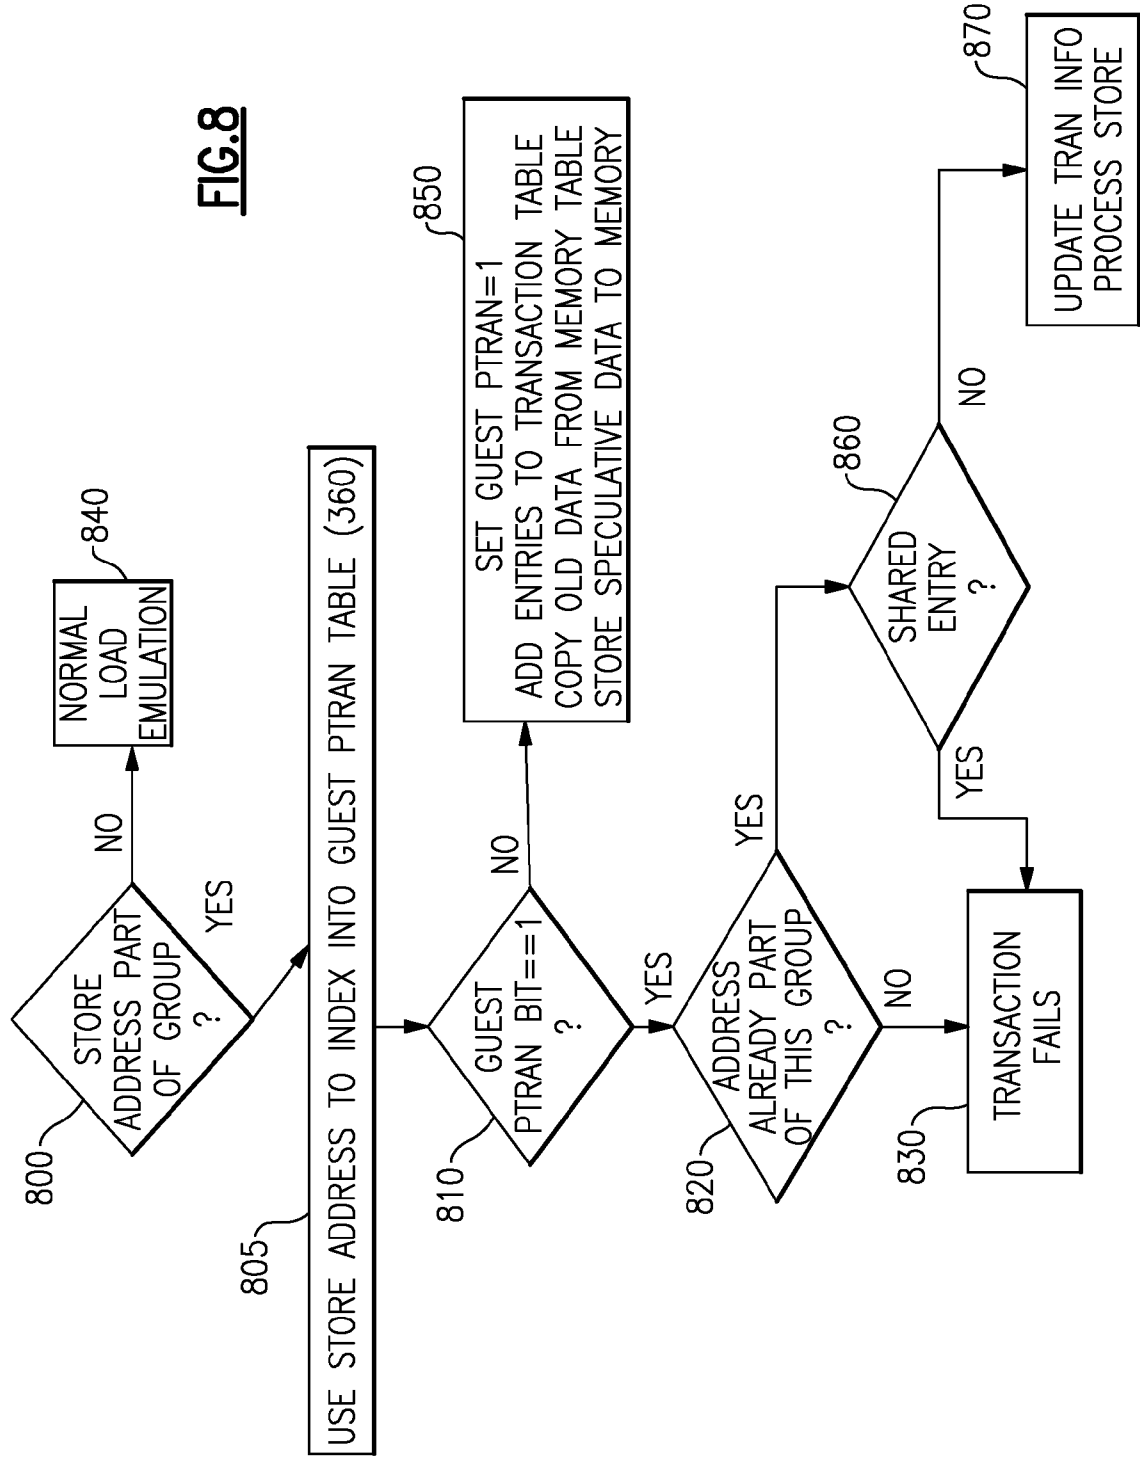 FIG.8
800
STORE
ADDRESS PART
OF GROUP
?
NO
YES
NORMAL
LOAD
EMULATION
840
805
USE STORE ADDRESS TO INDEX INTO GUEST PTRAN TABLE (360)
810
GUEST
PTRAN BIT==1
?
NO
YES
850
SET GUEST PTRAN=1
ADD ENTRIES TO TRANSACTION TABLE
COPY OLD DATA FROM MEMORY TABLE
STORE SPECULATIVE DATA TO MEMORY
820
ADDRESS
ALREADY PART
OF THIS GROUP
?
YES
NO
830
TRANSACTION
FAILS
860
SHARED
ENTRY
?
YES
NO
870
UPDATE TRAN INFO
PROCESS STORE